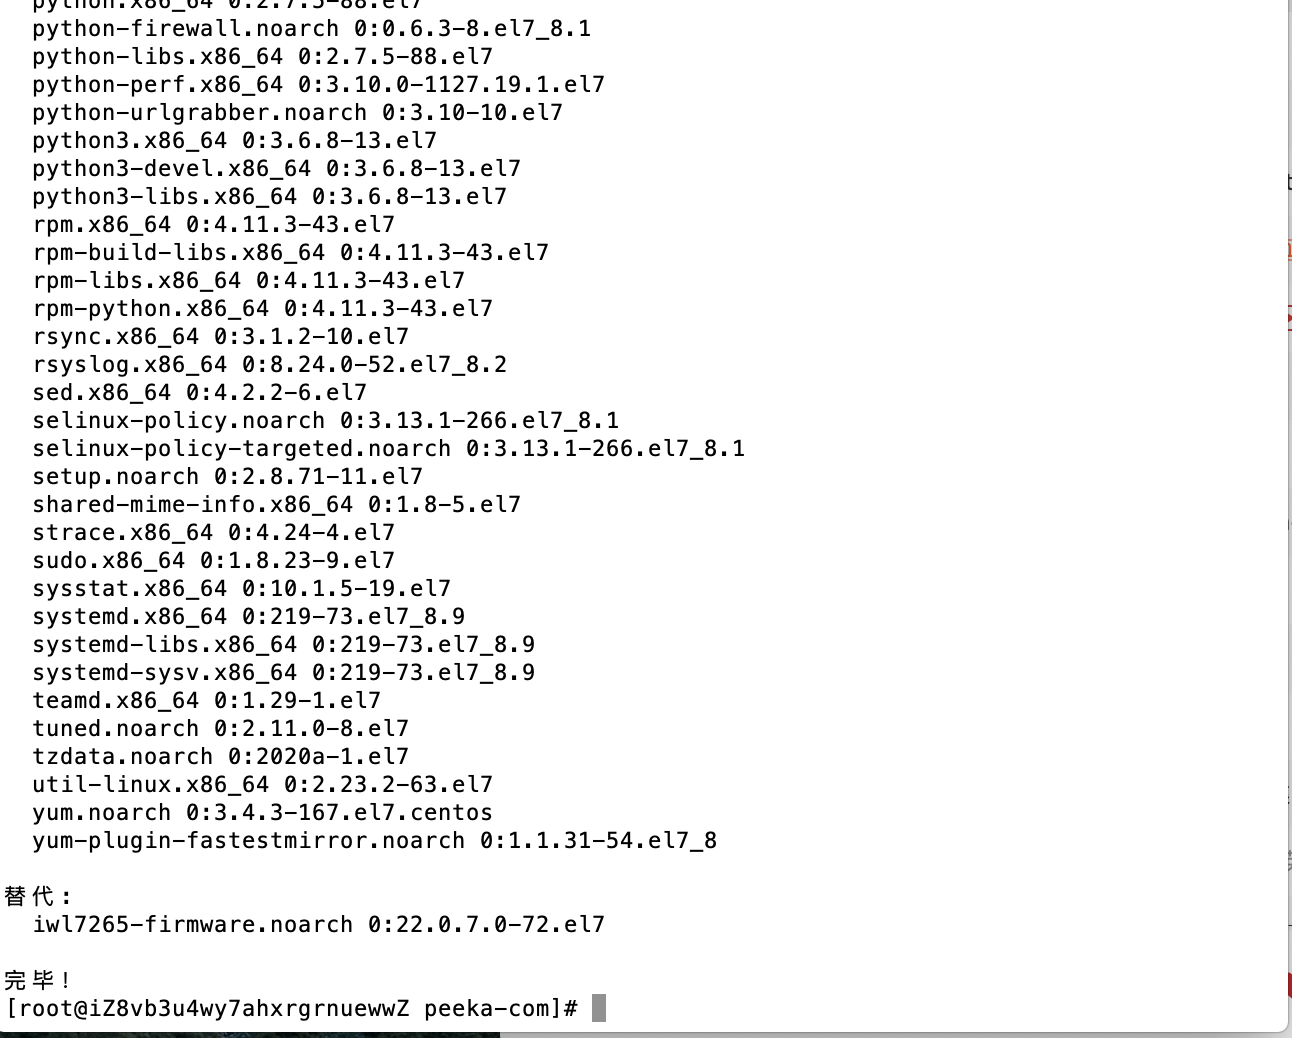 python.x86_64 0:2.7.5-88.el7
python-firewall.noarch 0:0.6.3-8.el7_8.1
python-libs.x86_64 0:2.7.5-88.el7
python-perf.x86_64 0:3.10.0-1127.19.1.el7
python-urlgrabber.noarch 0:3.10-10.el7
python3.x86_64 0:3.6.8-13.el7
python3-devel.x86_64 0:3.6.8-13.el7
python3-libs.x86_64 0:3.6.8-13.el7
rpm.x86_64 0:4.11.3-43.el7
rpm-build-libs.x86_64 0:4.11.3-43.el7
rpm-libs.x86_64 0:4.11.3-43.el7
rpm-python.x86_64 0:4.11.3-43.el7
rsync.x86_64 0:3.1.2-10.el7
rsyslog.x86_64 0:8.24.0-52.el7_8.2
sed.x86_64 0:4.2.2-6.el7
selinux-policy.noarch 0:3.13.1-266.el7_8.1
selinux-policy-targeted.noarch 0:3.13.1-266.el7_8.1
setup.noarch 0:2.8.71-11.el7
shared-mime-info.x86_64 0:1.8-5.el7
strace.x86_64 0:4.24-4.el7
sudo.x86_64 0:1.8.23-9.el7
sysstat.x86_64 0:10.1.5-19.el7
systemd.x86_64 0:219-73.el7_8.9
systemd-libs.x86_64 0:219-73.el7_8.9
systemd-sysv.x86_64 0:219-73.el7_8.9
teamd.x86_64 0:1.29-1.el7
tuned.noarch 0:2.11.0-8.el7
tzdata.noarch 0:2020a-1.el7
util-linux.x86_64 0:2.23.2-63.el7
yum.noarch 0:3.4.3-167.el7.centos
yum-plugin-fastestmirror.noarch 0:1.1.31-54.el7_8
替代:
iwl7265-firmware.noarch 0:22.0.7.0-72.el7
完毕!
[root@iZ8vb3u4wy7ahxrgrnuewwZ peeka-com]#